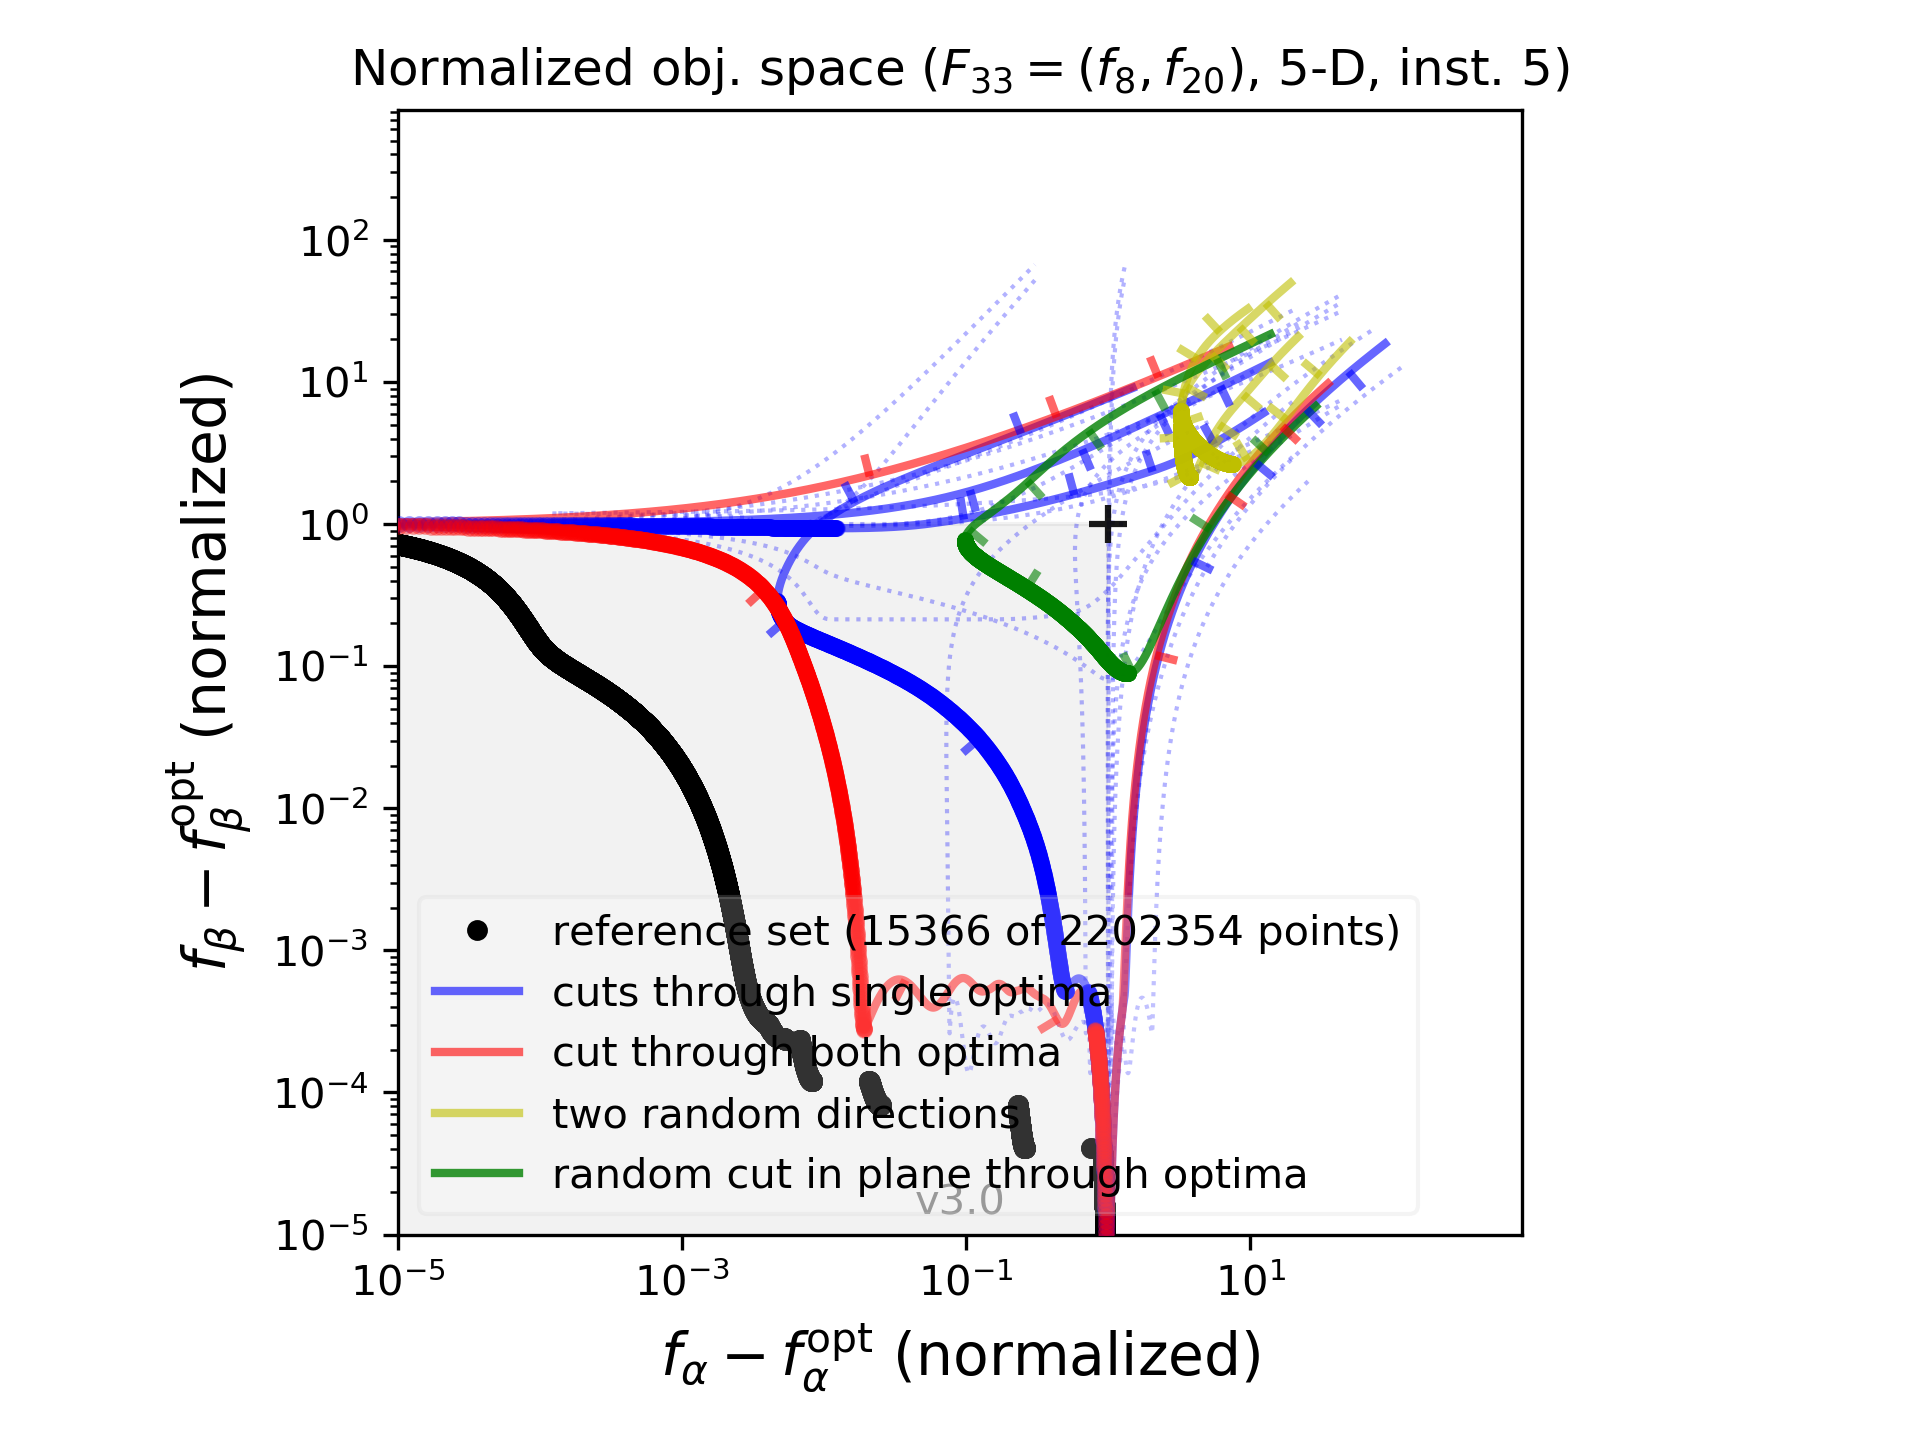 Normalized obj. space (F₃₃ = (f₈, f₂₀), 5-D, inst. 5)
10²
10¹
10⁰
10⁻¹
10⁻²
10⁻³
10⁻⁴
10⁻⁵
f_β − f_β^opt (normalized)
reference set (15366 of 2202354 points)
cuts through single optima
cut through both optima
two random directions
random cut in plane through optima
v3.0
10⁻⁵ 10⁻³ 10⁻¹ 10¹
f_α − f_α^opt (normalized)